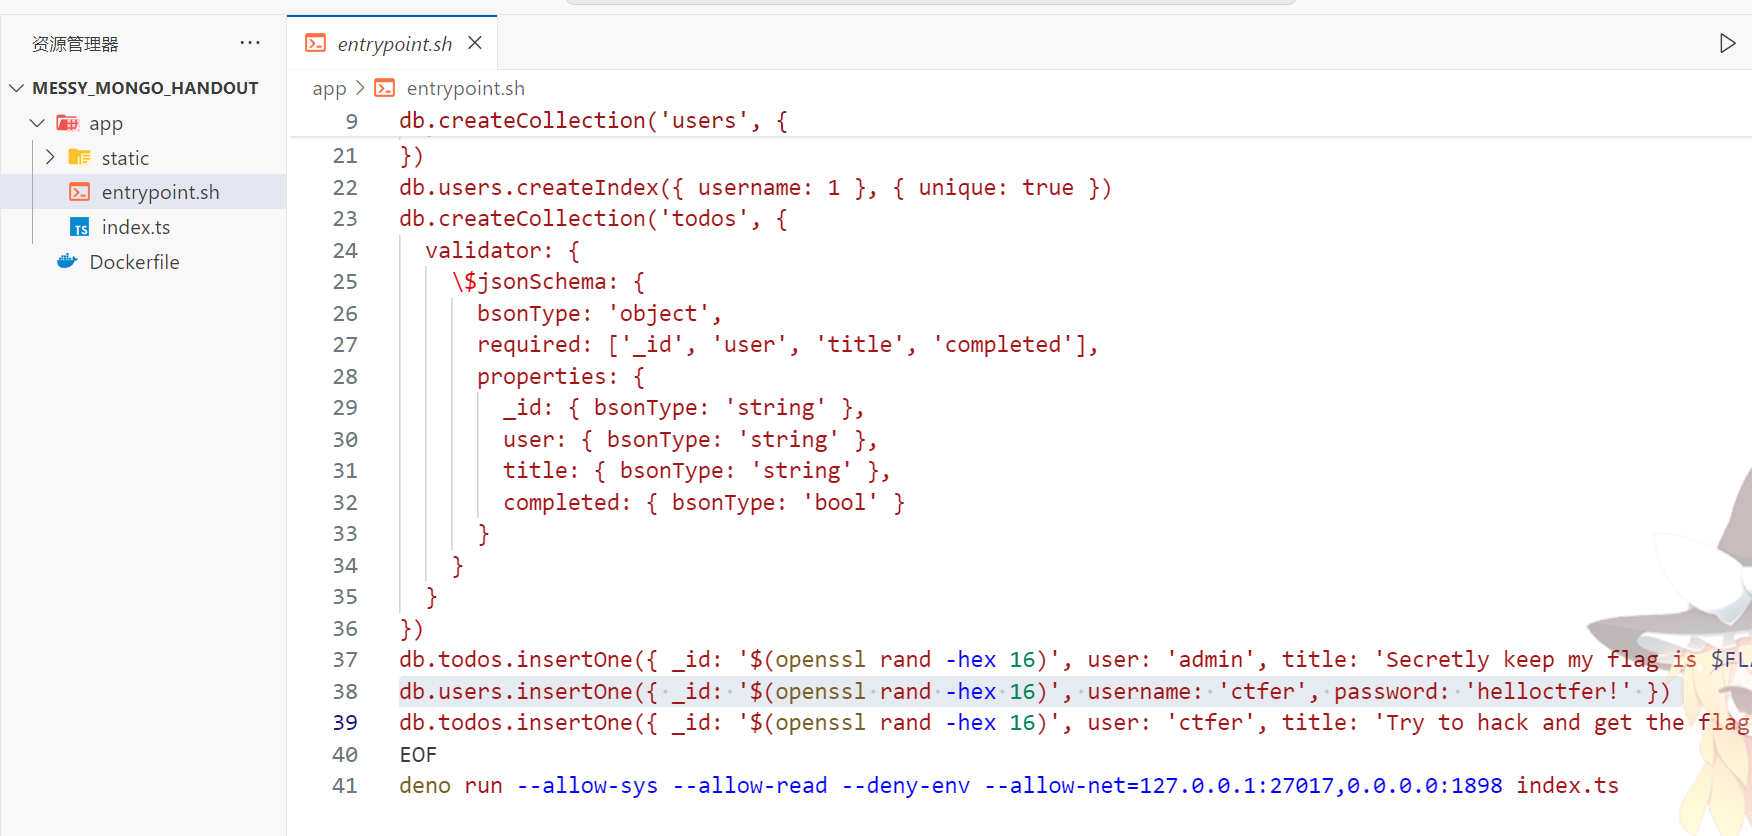 资源管理器
···
entrypoint.sh
MESSY_MONGO_HANDOUT
app
static
entrypoint.sh
TS index.ts
Dockerfile
app > entrypoint.sh
9 db.createCollection('users', {
21 })
22 db.users.createIndex({ username: 1 }, { unique: true })
23 db.createCollection('todos', {
24 validator: {
25 \$jsonSchema: {
26 bsonType: 'object',
27 required: ['_id', 'user', 'title', 'completed'],
28 properties: {
29 _id: { bsonType: 'string' },
30 user: { bsonType: 'string' },
31 title: { bsonType: 'string' },
32 completed: { bsonType: 'bool' }
33 }
34 }
35 }
36 })
37 db.todos.insertOne({ _id: '$(openssl rand -hex 16)', user: 'admin', title: 'Secretly keep my flag is $FLA
38 db.users.insertOne({ _id: '$(openssl rand -hex 16)', username: 'ctfer', password: 'helloctfer!' })
39 db.todos.insertOne({ _id: '$(openssl rand -hex 16)', user: 'ctfer', title: 'Try to hack and get the flag
40 EOF
41 deno run --allow-sys --allow-read --deny-env --allow-net=127.0.0.1:27017,0.0.0.0:1898 index.ts